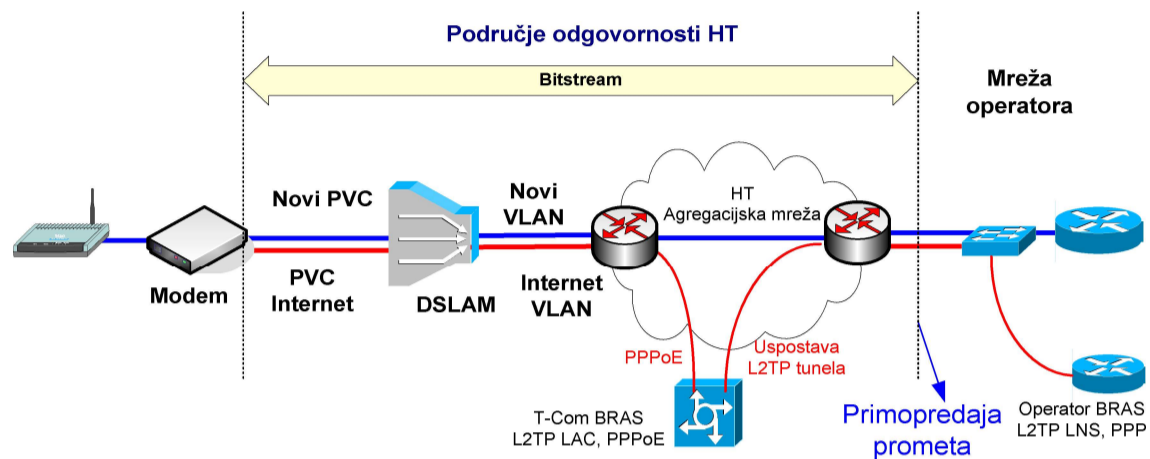 Područje odgovornosti HT
Bitstream
Mreža
operatora
Novi PVC
Novi
VLAN
HT
Agregacijska mreža
Modem
PVC
Internet
DSLAM
Internet
VLAN
PPPoE
Uspostava
L2TP tunela
T-Com BRAS
L2TP LAC, PPPoE
Primopredaja
prometa
Operator BRAS
L2TP LNS, PPP